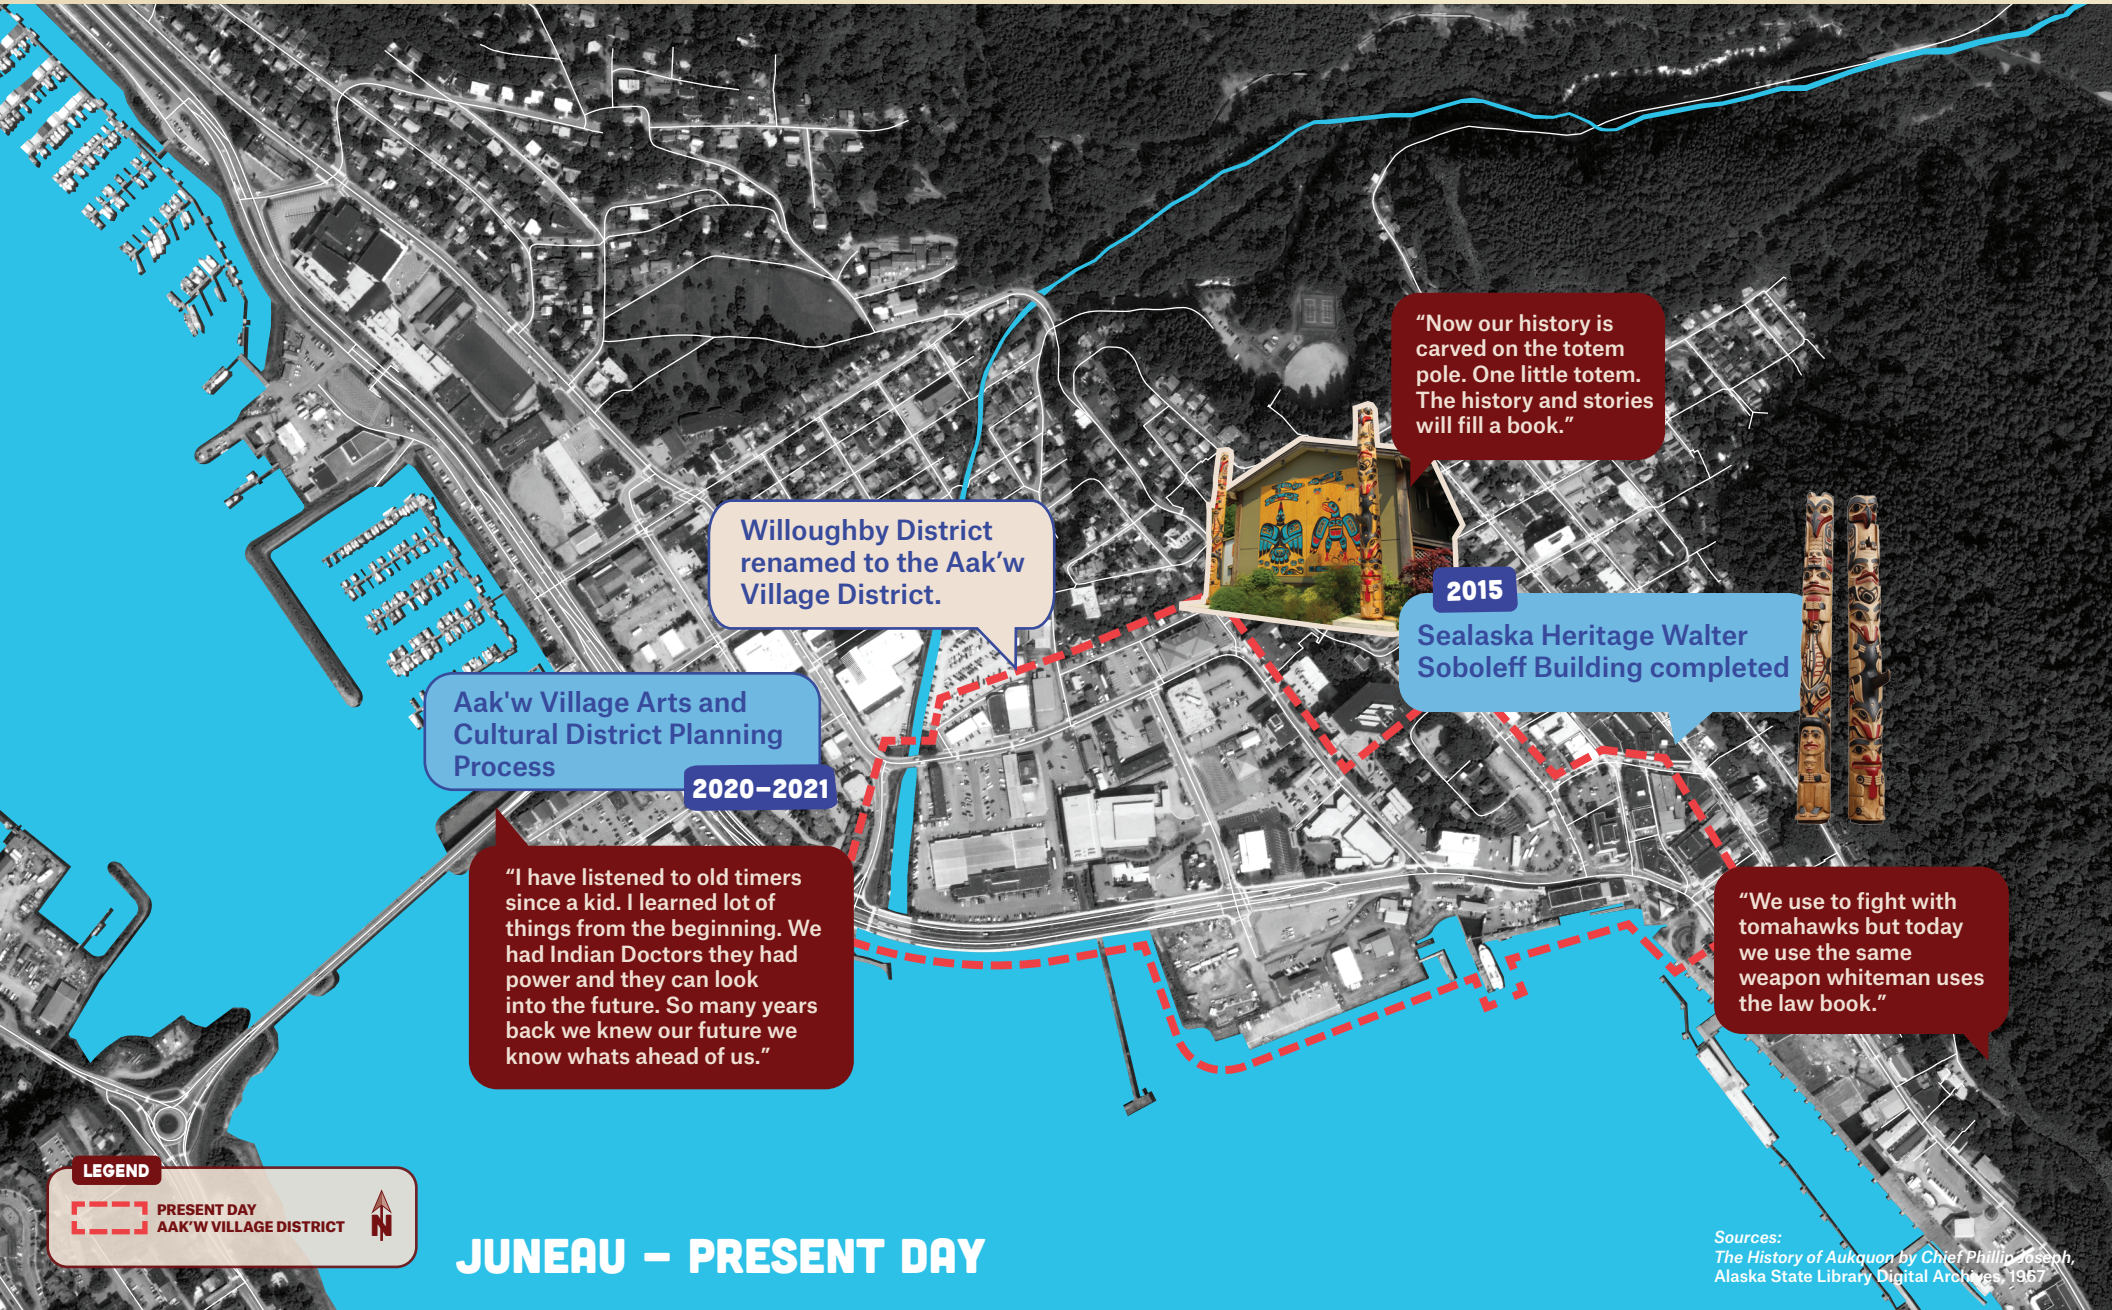 “Now our history is
carved on the totem
pole. One little totem.
The history and stories
will fill a book.”
Willoughby District
renamed to the Aak’w
Village District.
2015
Sealaska Heritage Walter
Soboleff Building completed
Aak'w Village Arts and
Cultural District Planning
Process
2020–2021
“I have listened to old timers
since a kid. I learned lot of
things from the beginning. We
had Indian Doctors they had
power and they can look
into the future. So many years
back we knew our future we
know whats ahead of us.”
“We use to fight with
tomahawks but today
we use the same
weapon whiteman uses
the law book.”
LEGEND
PRESENT DAY
AAK’W VILLAGE DISTRICT
N
JUNEAU – PRESENT DAY
Sources:
The History of Aukquon by Chief Phillip Joseph,
Alaska State Library Digital Archives, 1967